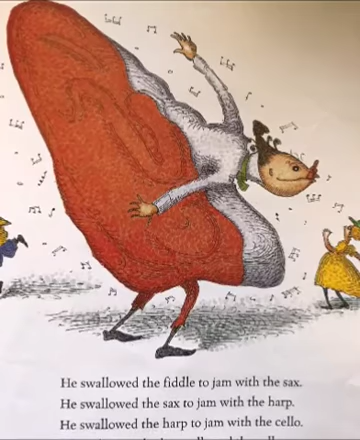 He swallowed the fiddle to jam with the sax.
He swallowed the sax to jam with the harp.
He swallowed the harp to jam with the cello.